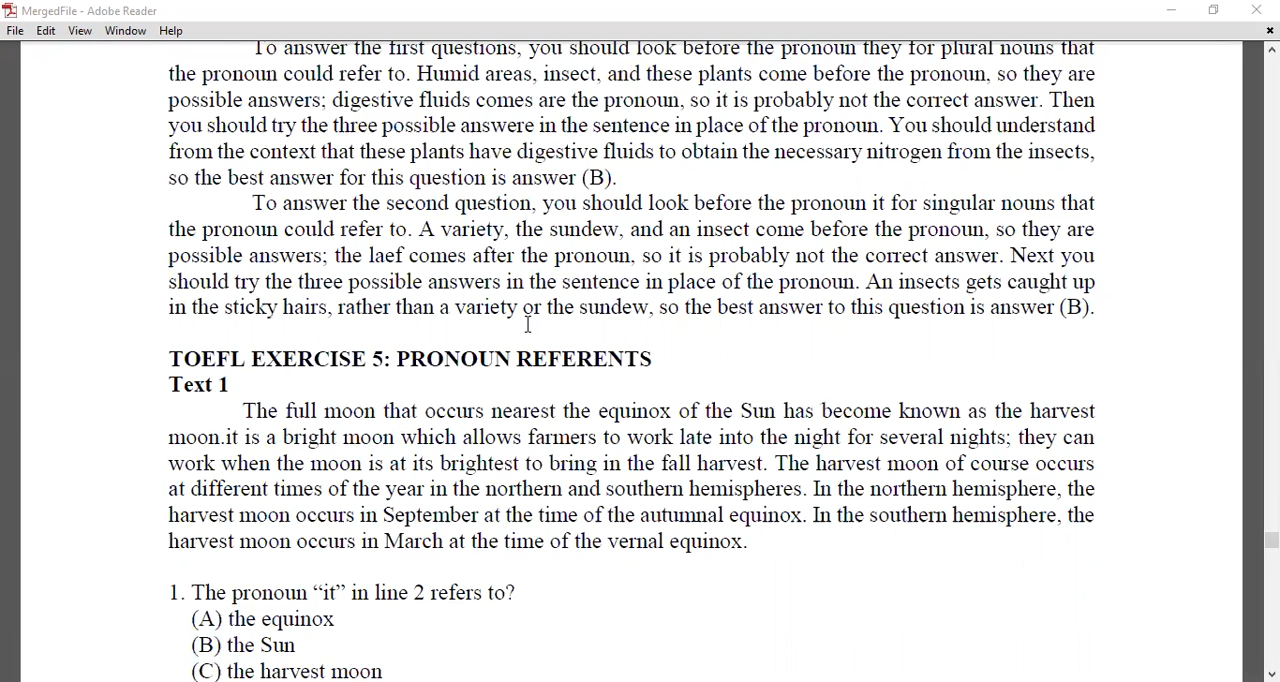 MergedFile - Adobe Reader
File Edit View Window Help
To answer the first questions, you should look before the pronoun they for plural nouns that
the pronoun could refer to. Humid areas, insect, and these plants come before the pronoun, so they are
possible answers; digestive fluids comes are the pronoun, so it is probably not the correct answer. Then
you should try the three possible answere in the sentence in place of the pronoun. You should understand
from the context that these plants have digestive fluids to obtain the necessary nitrogen from the insects,
so the best answer for this question is answer (B).
To answer the second question, you should look before the pronoun it for singular nouns that
the pronoun could refer to. A variety, the sundew, and an insect come before the pronoun, so they are
possible answers; the laef comes after the pronoun, so it is probably not the correct answer. Next you
should try the three possible answers in the sentence in place of the pronoun. An insects gets caught up
in the sticky hairs, rather than a variety or the sundew, so the best answer to this question is answer (B).
TOEFL EXERCISE 5: PRONOUN REFERENTS
Text 1
The full moon that occurs nearest the equinox of the Sun has become known as the harvest
moon.it is a bright moon which allows farmers to work late into the night for several nights; they can
work when the moon is at its brightest to bring in the fall harvest. The harvest moon of course occurs
at different times of the year in the northern and southern hemispheres. In the northern hemisphere, the
harvest moon occurs in September at the time of the autumnal equinox. In the southern hemisphere, the
harvest moon occurs in March at the time of the vernal equinox.
1. The pronoun “it” in line 2 refers to?
(A) the equinox
(B) the Sun
(C) the harvest moon